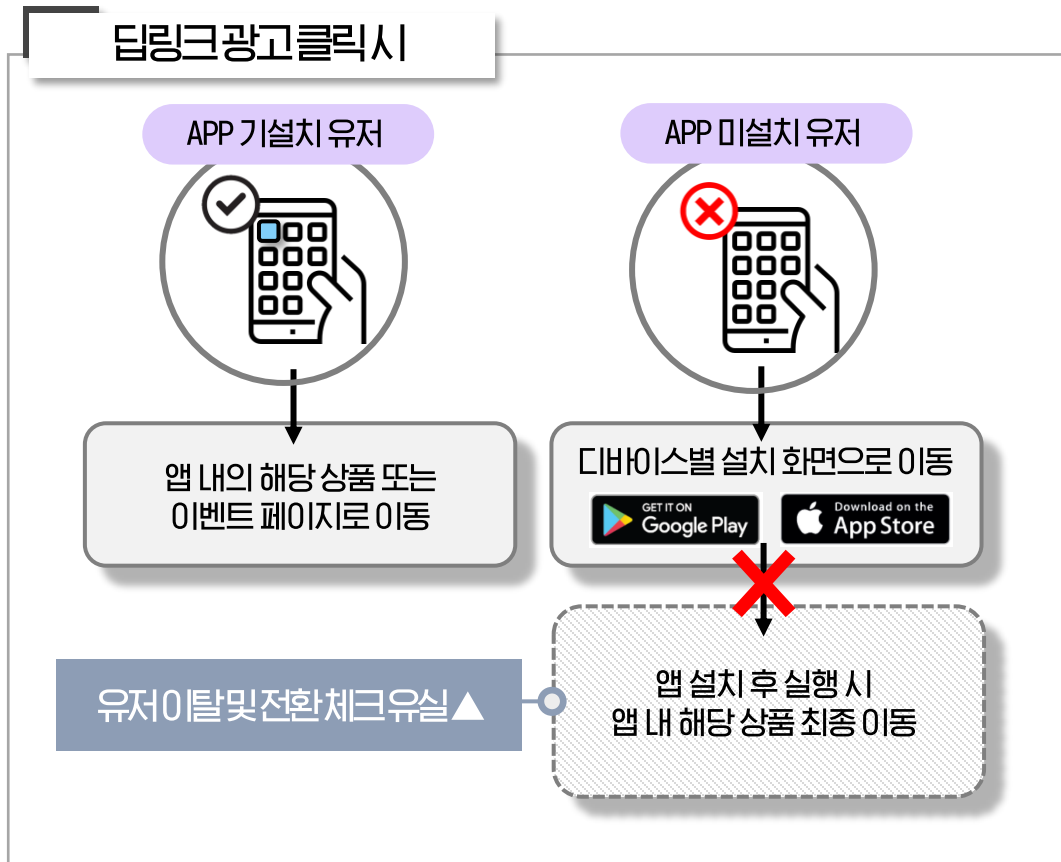 딥링크 광고 클릭 시
APP 기설치 유저
APP 미설치 유저
앱 내의 해당 상품 또는
이벤트 페이지로 이동
디바이스별 설치 화면으로 이동
GET IT ON
Google Play
Download on the
App Store
유저 이탈 및 전환 체크 유실▲
앱 설치 후 실행 시
앱 내 해당 상품 최종 이동